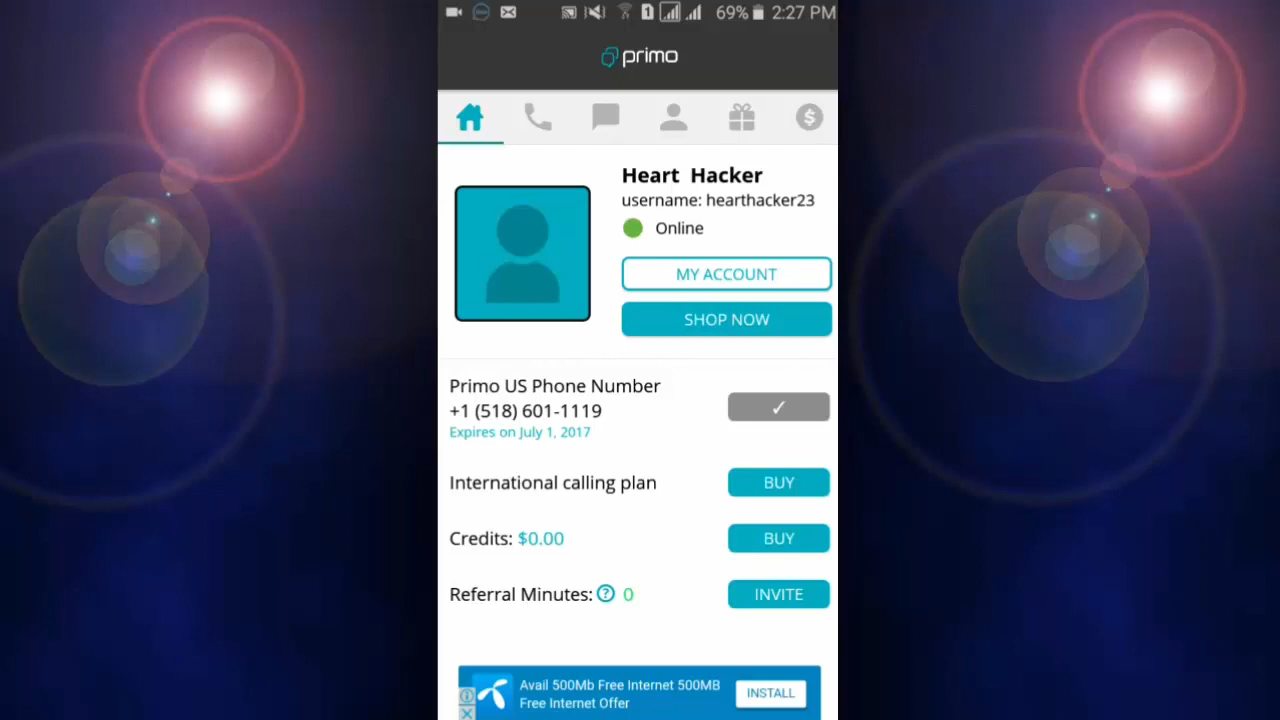 69% 2:27 PM
primo
Heart Hacker
username: hearthacker23
Online
MY ACCOUNT
SHOP NOW
Primo US Phone Number
+1 (518) 601-1119
✓
Expires on July 1, 2017
International calling plan
BUY
Credits: $0.00
BUY
Referral Minutes: ? 0
INVITE
Avail 500Mb Free Internet 500MB
Free Internet Offer
INSTALL